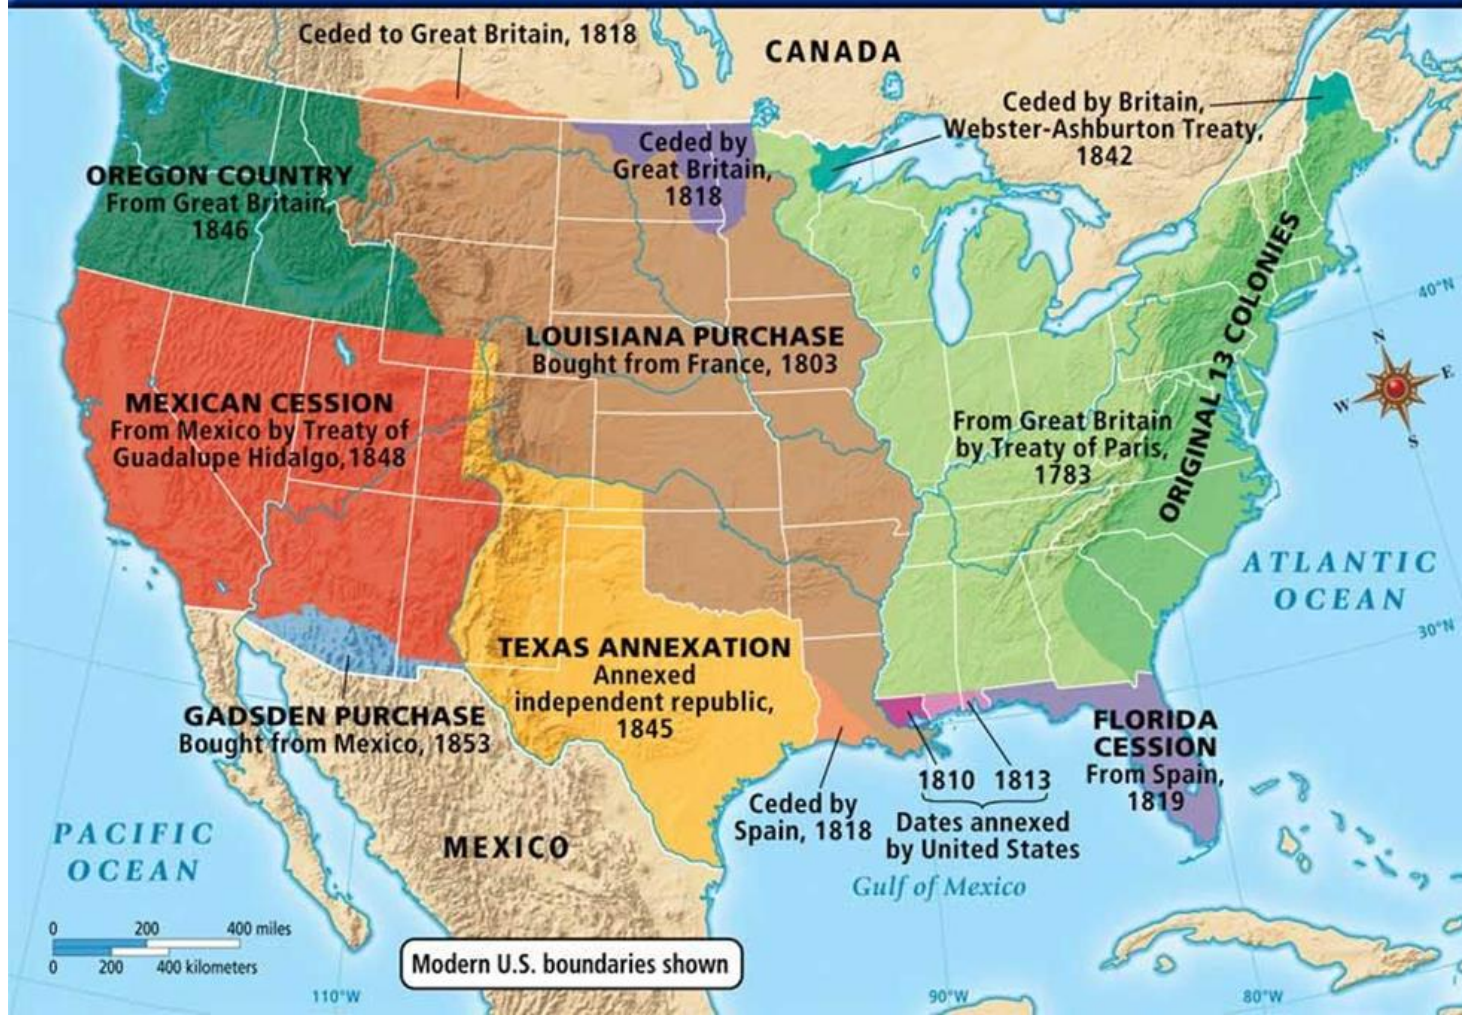 Ceded to Great Britain, 1818
CANADA
Ceded by Britain,
Webster-Ashburton Treaty,
1842
Ceded by
Great Britain,
1818
OREGON COUNTRY
From Great Britain,
1846
ORIGINAL 13 COLONIES
40°N
N
E
W
S
LOUISIANA PURCHASE
Bought from France, 1803
MEXICAN CESSION
From Mexico by Treaty of
Guadalupe Hidalgo, 1848
From Great Britain
by Treaty of Paris,
1783
ATLANTIC
OCEAN
30°N
TEXAS ANNEXATION
Annexed
independent republic,
1845
GADSDEN PURCHASE
Bought from Mexico, 1853
FLORIDA
CESSION
From Spain,
1819
1810 1813
Dates annexed
by United States
Ceded by
Spain, 1818
PACIFIC
OCEAN
MEXICO
Gulf of Mexico
0 200 400 miles
0 200 400 kilometers
Modern U.S. boundaries shown
110°W
90°W
80°W